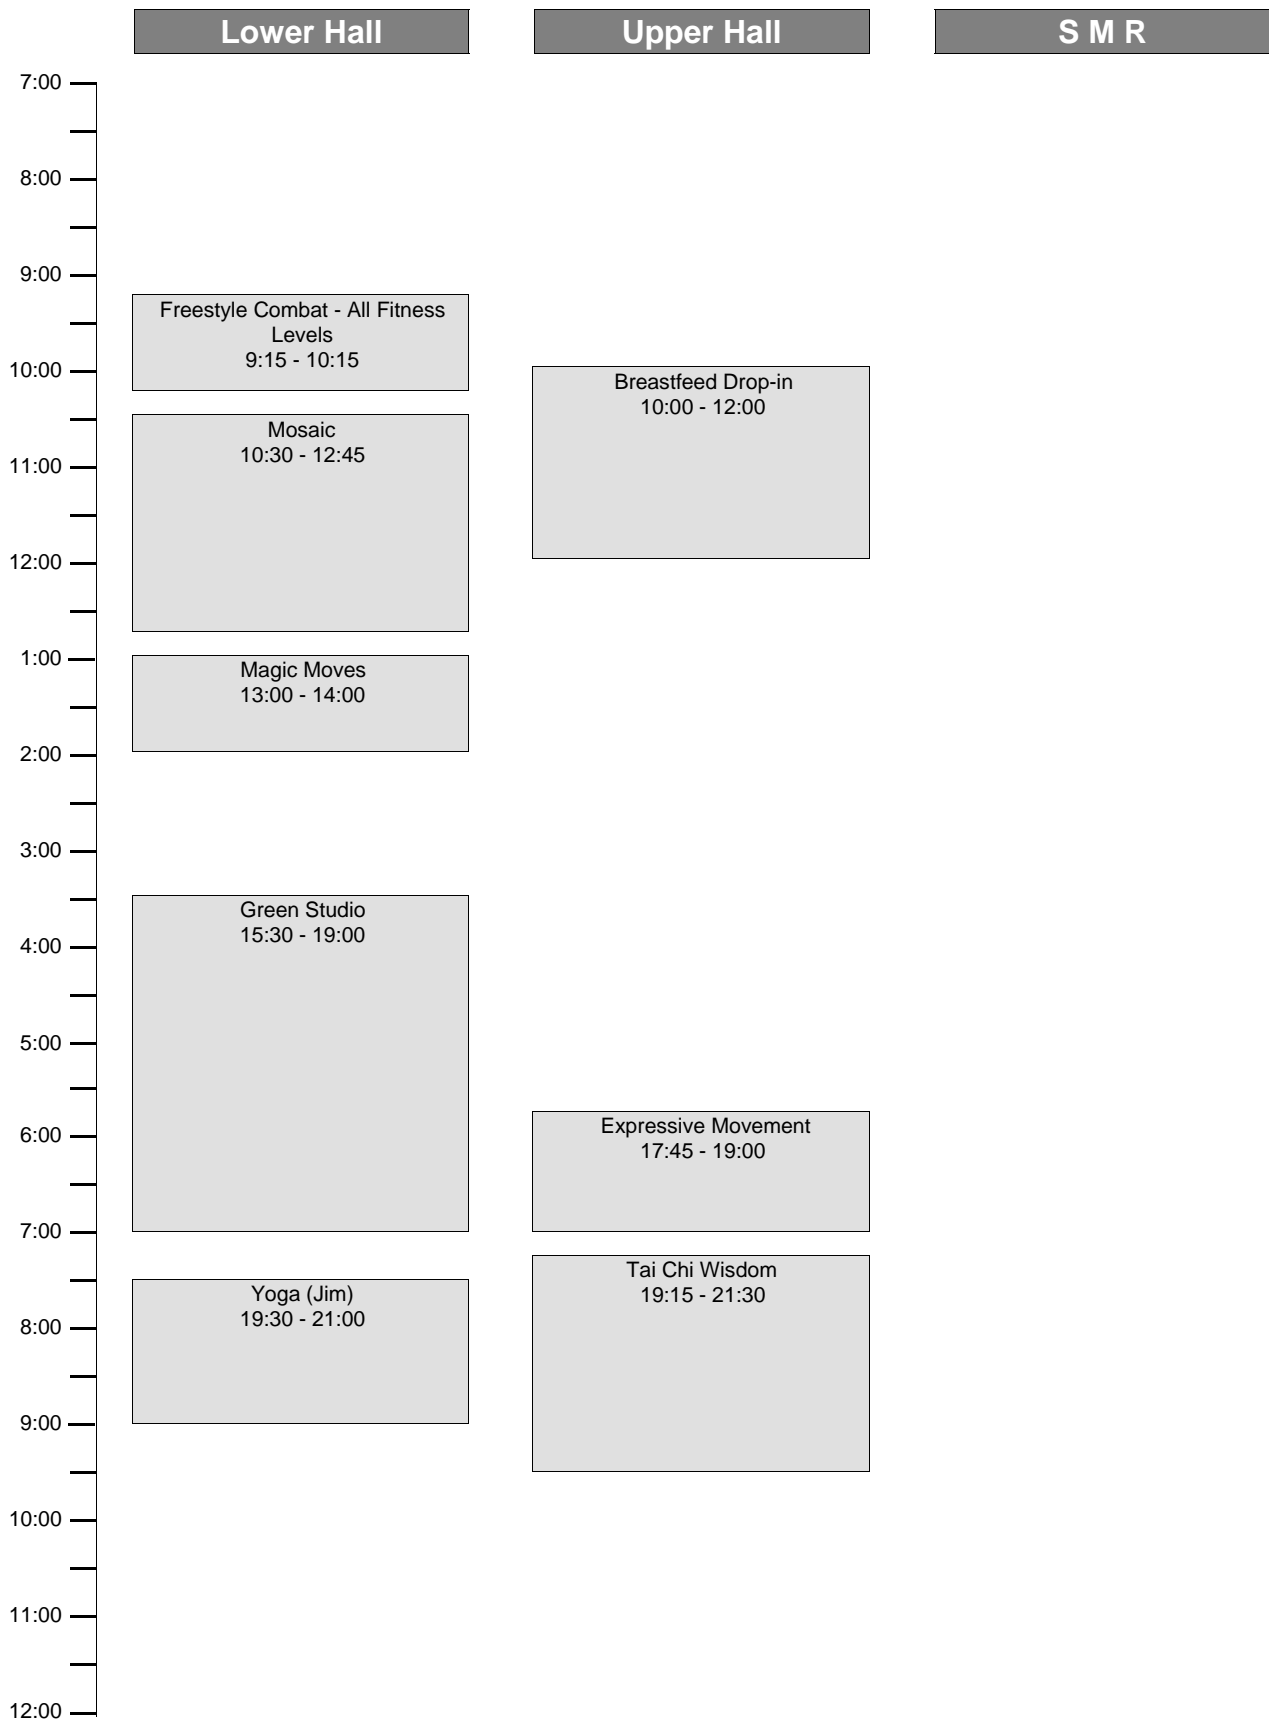 Lower Hall
Upper Hall
S M R
7:00
8:00
9:00
Freestyle Combat - All Fitness
Levels
9:15 - 10:15
10:00
Breastfeed Drop-in
10:00 - 12:00
Mosaic
10:30 - 12:45
11:00
12:00
1:00
Magic Moves
13:00 - 14:00
2:00
3:00
Green Studio
15:30 - 19:00
4:00
5:00
6:00
Expressive Movement
17:45 - 19:00
7:00
Tai Chi Wisdom
19:15 - 21:30
Yoga (Jim)
19:30 - 21:00
8:00
9:00
10:00
11:00
12:00